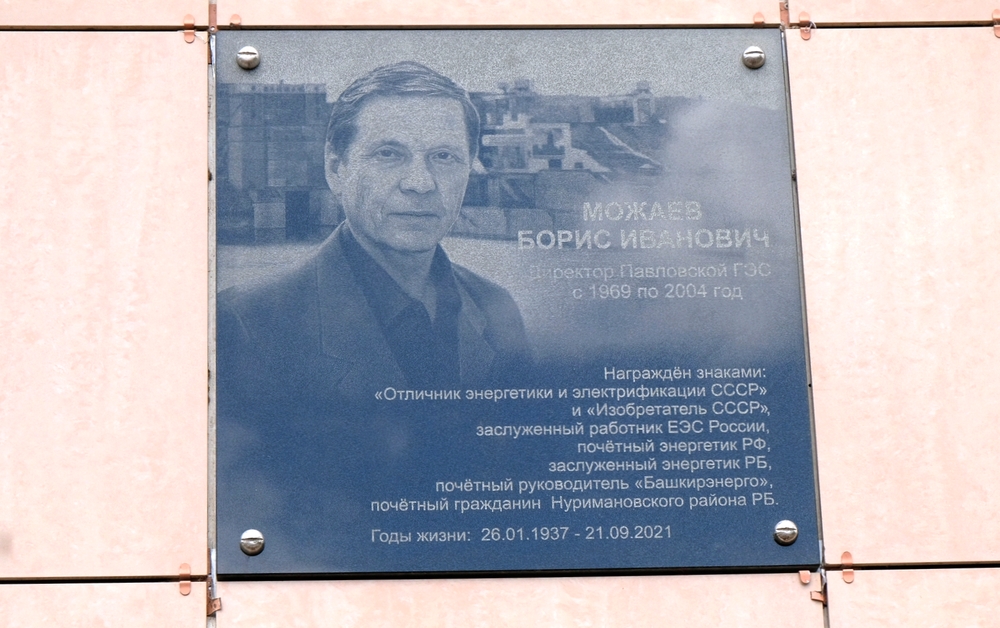 МОЖАЕВ
БОРИС ИВАНОВИЧ
Директор Павловской ГЭС
с 1969 по 2004 год
Награждён знаками:
«Отличник энергетики и электрификации СССР»
и «Изобретатель СССР»,
заслуженный работник ЕЭС России,
почётный энергетик РФ,
заслуженный энергетик РБ,
почётный руководитель «Башкирэнерго»,
почётный гражданин Нуримановского района РБ.
Годы жизни: 26.01.1937 - 21.09.2021